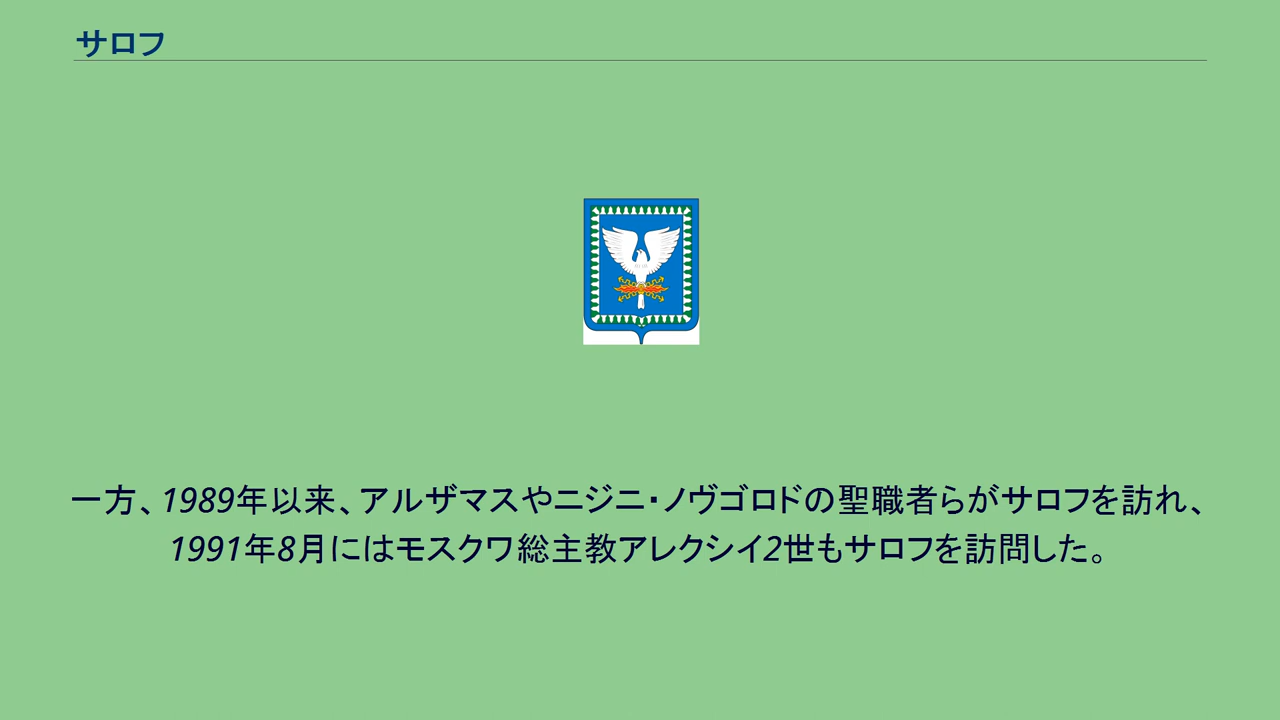 サロフ
一方、1989年以来、アルザマスやニジニ・ノヴゴロドの聖職者らがサロフを訪れ、
1991年8月にはモスクワ総主教アレクシイ2世もサロフを訪問した。